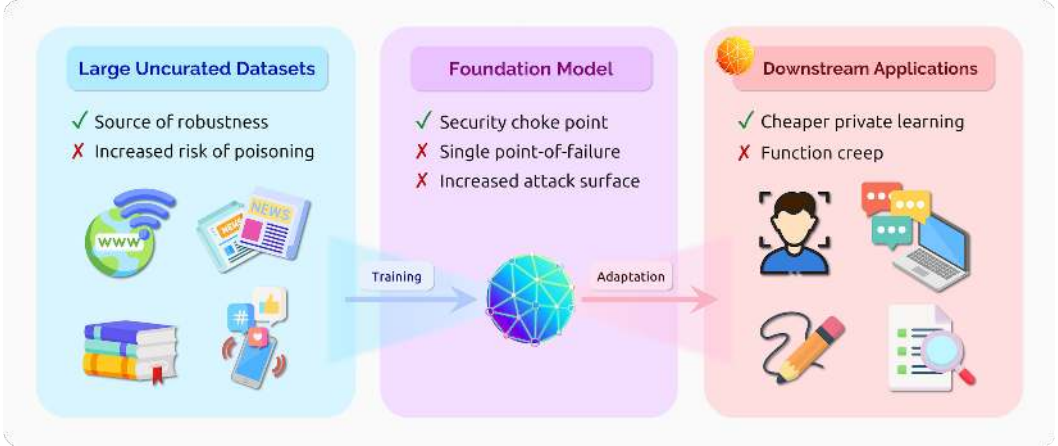 Large Uncurated Datasets
✓ Source of robustness
✗ Increased risk of poisoning
WWW
NEWS
NEWS
#
Training
Foundation Model
✓ Security choke point
✗ Single point-of-failure
✗ Increased attack surface
Adaptation
Downstream Applications
✓ Cheaper private learning
✗ Function creep